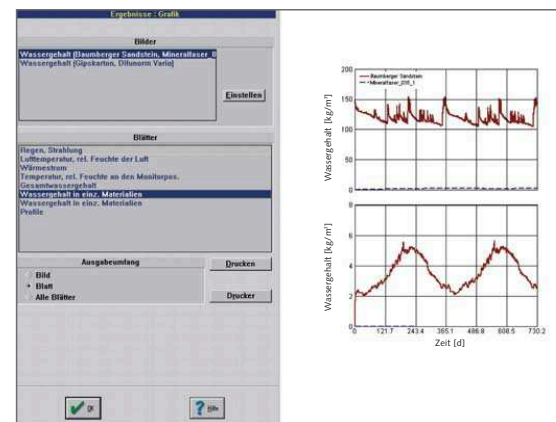 Ergebnisse : Grafik
Bilder
Wassergehalt (Baumberger Sandstein, Mineralfaser_0
Wassergehalt (Gipskarton, Difunorm Vario)
Einstellen
Blätter
Regen, Strahlung
Lufttemperatur, rel. Feuchte der Luft
Wärmestrom
Temperatur, rel. Feuchte an den Monitorpos.
Gesamtwassergehalt
Wassergehalt in einz. Materialien
Wassergehalt in einz. Materialien
Profile
Ausgabeumfang
Bild
Blatt
Alle Blätter
Drucken
Drucker
OK
Hilfe
Wassergehalt [kg/m³]
200
150
100
50
0
Baumberger Sandstein
Mineralfaser_035_1
Wassergehalt [kg/m³]
8
6
4
2
0
0 121.7 243.4 365.1 486.8 608.5 730.2
Zeit [d]